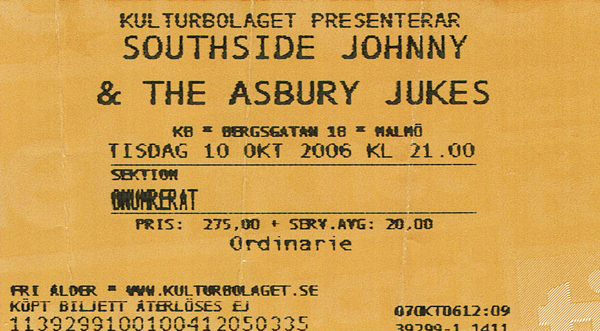 KULTURBOLAGET PRESENTERAR
SOUTHSIDE JOHNNY
& THE ASBURY JUKES
KB * BERGSGATAN 18 * MALMÖ
TISDAG 10 OKT 2006 KL 21.00
SEKTION
ONUMRERAT
PRIS: 275,00 + SERV.AVG: 20,00
Ordinarie
FRI ÅLDER * WWW.KULTURBOLAGET.SE
KÖPT BILJETT ÅTERLÖSES EJ
07OKT0612:09
1139299100100412050335
39299-1 1411